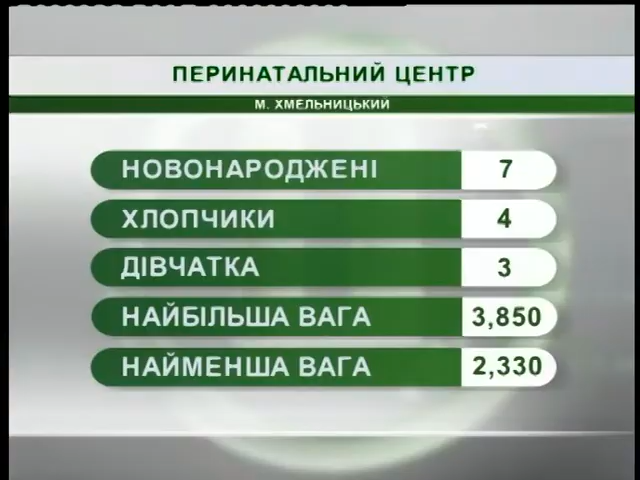 ПЕРИНАТАЛЬНИЙ ЦЕНТР
М. ХМЕЛЬНИЦЬКИЙ
НОВОНАРОДЖЕНІ 7
ХЛОПЧИКИ 4
ДІВЧАТКА 3
НАЙБІЛЬША ВАГА 3,850
НАЙМЕНША ВАГА 2,330